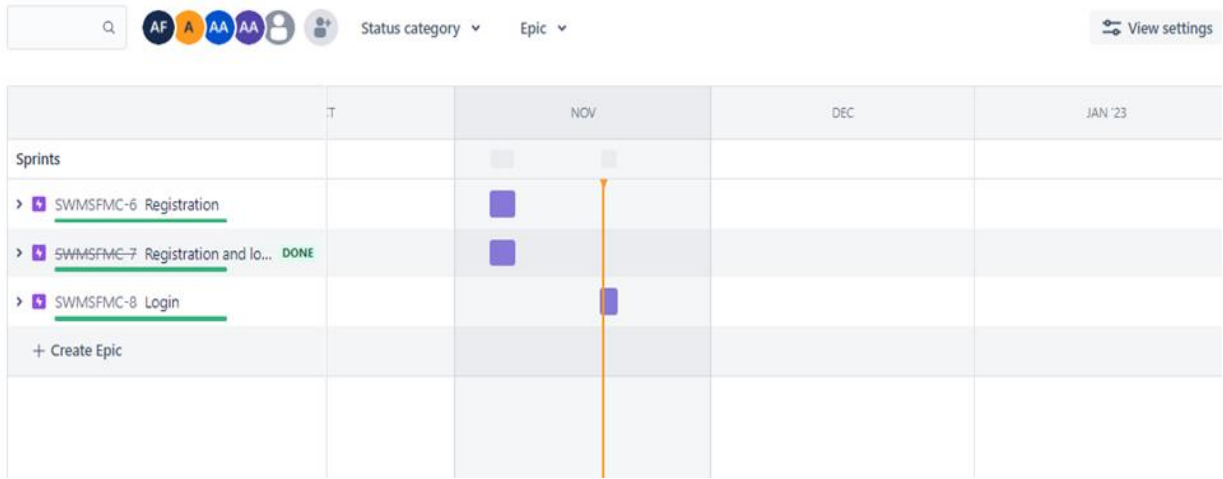 AF A AA AA Status category Epic View settings
CT NOV DEC JAN '23
Sprints
SWMSFMC-6 Registration
SWMSFMC-7 Registration and lo... DONE
SWMSFMC-8 Login
+ Create Epic